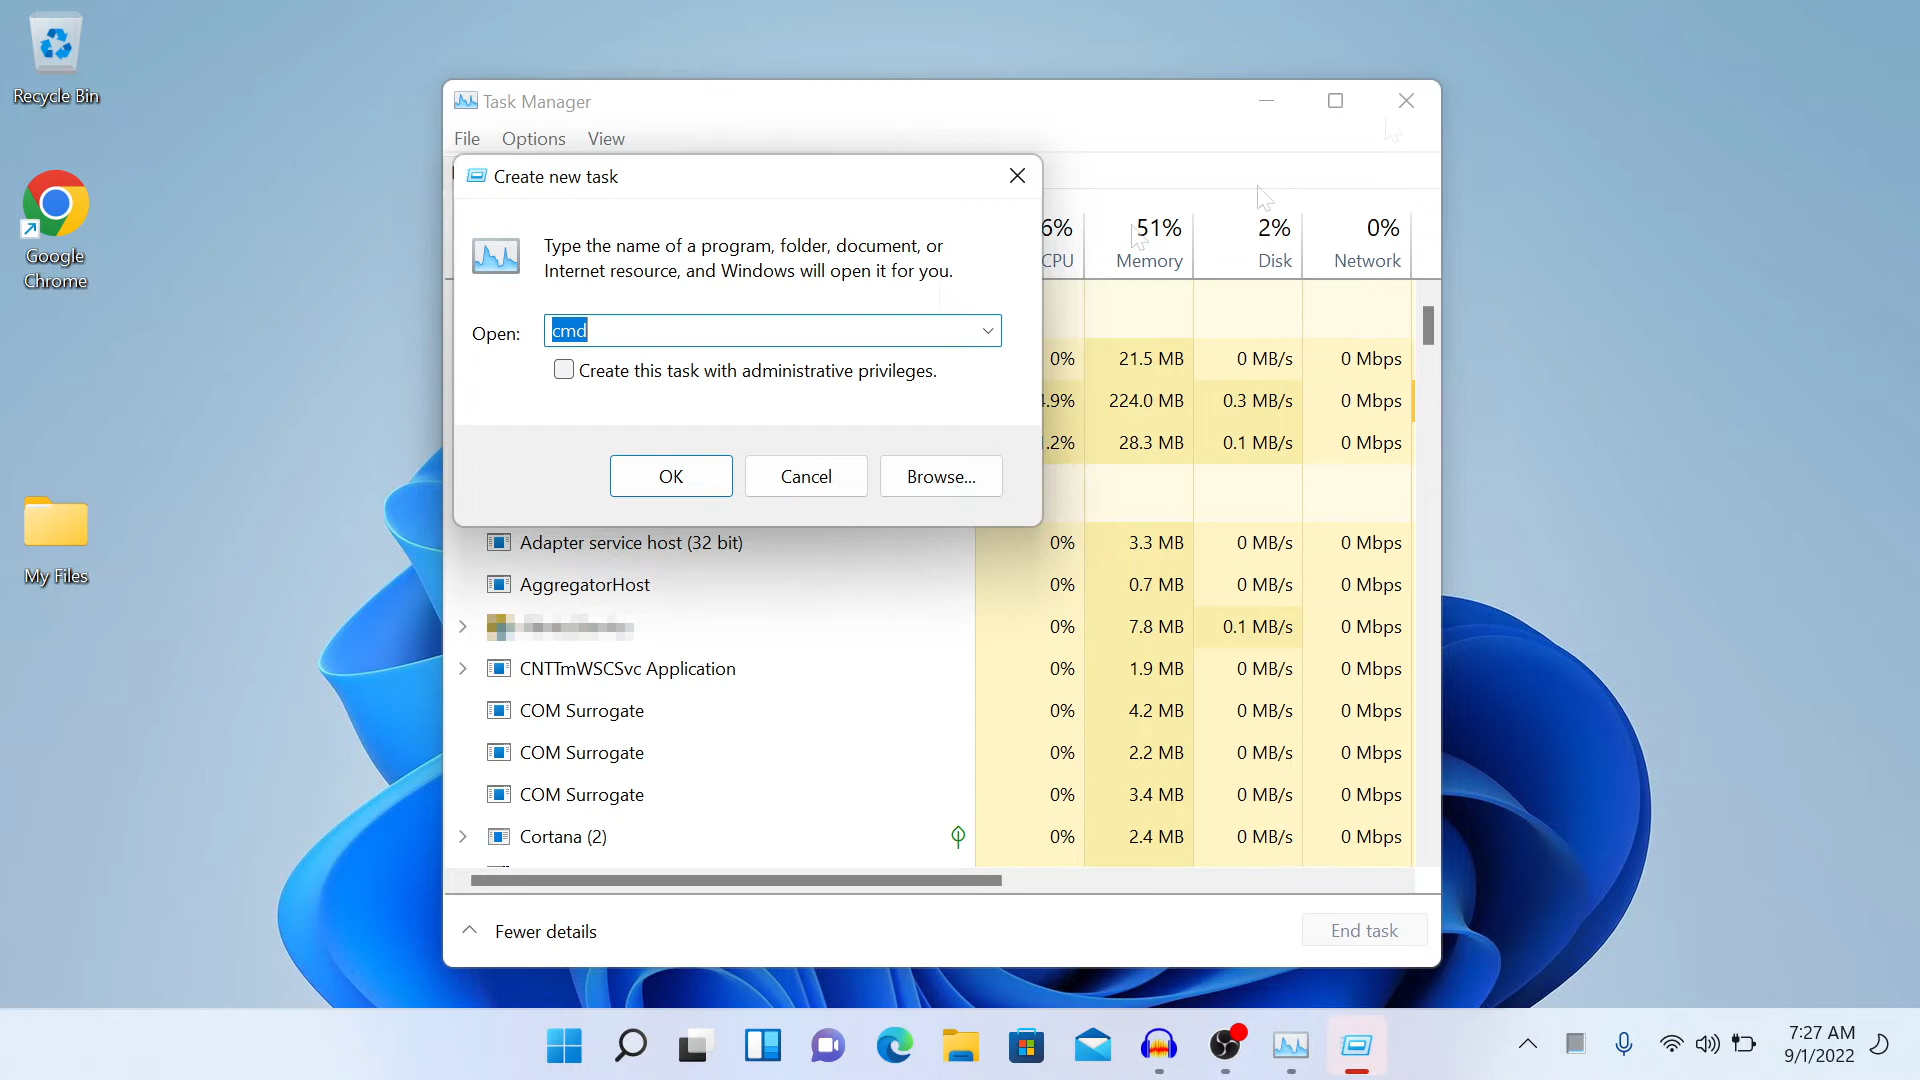 Recycle Bin
Google
Chrome
My Files
Task Manager
File Options View
Create new task
Type the name of a program, folder, document, or
Internet resource, and Windows will open it for you.
Open: cmd
Create this task with administrative privileges.
OK Cancel Browse...
6% 51% 2% 0%
CPU Memory Disk Network
0% 21.5 MB 0 MB/s 0 Mbps
.9% 224.0 MB 0.3 MB/s 0 Mbps
.2% 28.3 MB 0.1 MB/s 0 Mbps
Adapter service host (32 bit) 0% 3.3 MB 0 MB/s 0 Mbps
AggregatorHost 0% 0.7 MB 0 MB/s 0 Mbps
0% 7.8 MB 0.1 MB/s 0 Mbps
CNTTmWSCSvc Application 0% 1.9 MB 0 MB/s 0 Mbps
COM Surrogate 0% 4.2 MB 0 MB/s 0 Mbps
COM Surrogate 0% 2.2 MB 0 MB/s 0 Mbps
COM Surrogate 0% 3.4 MB 0 MB/s 0 Mbps
Cortana (2) 0% 2.4 MB 0 MB/s 0 Mbps
Fewer details
End task
7:27 AM
9/1/2022